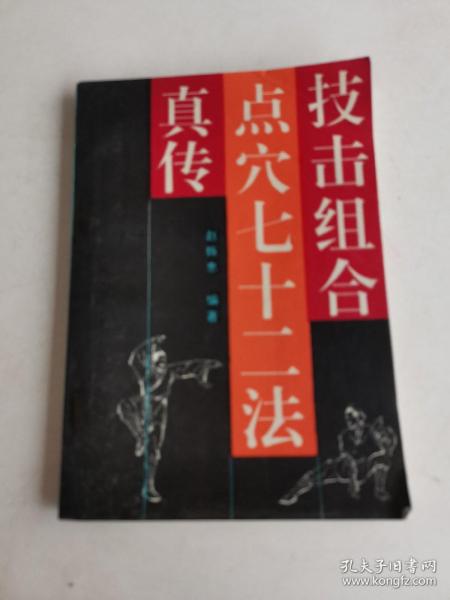 技击组合
点穴七十二法
真传
编著
孔夫子旧书网
www.kongfz.com